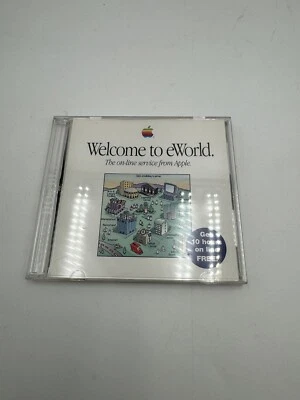 Welcome to eWorld.
The on-line service from Apple.
Get
10 hours
on line
FREE!